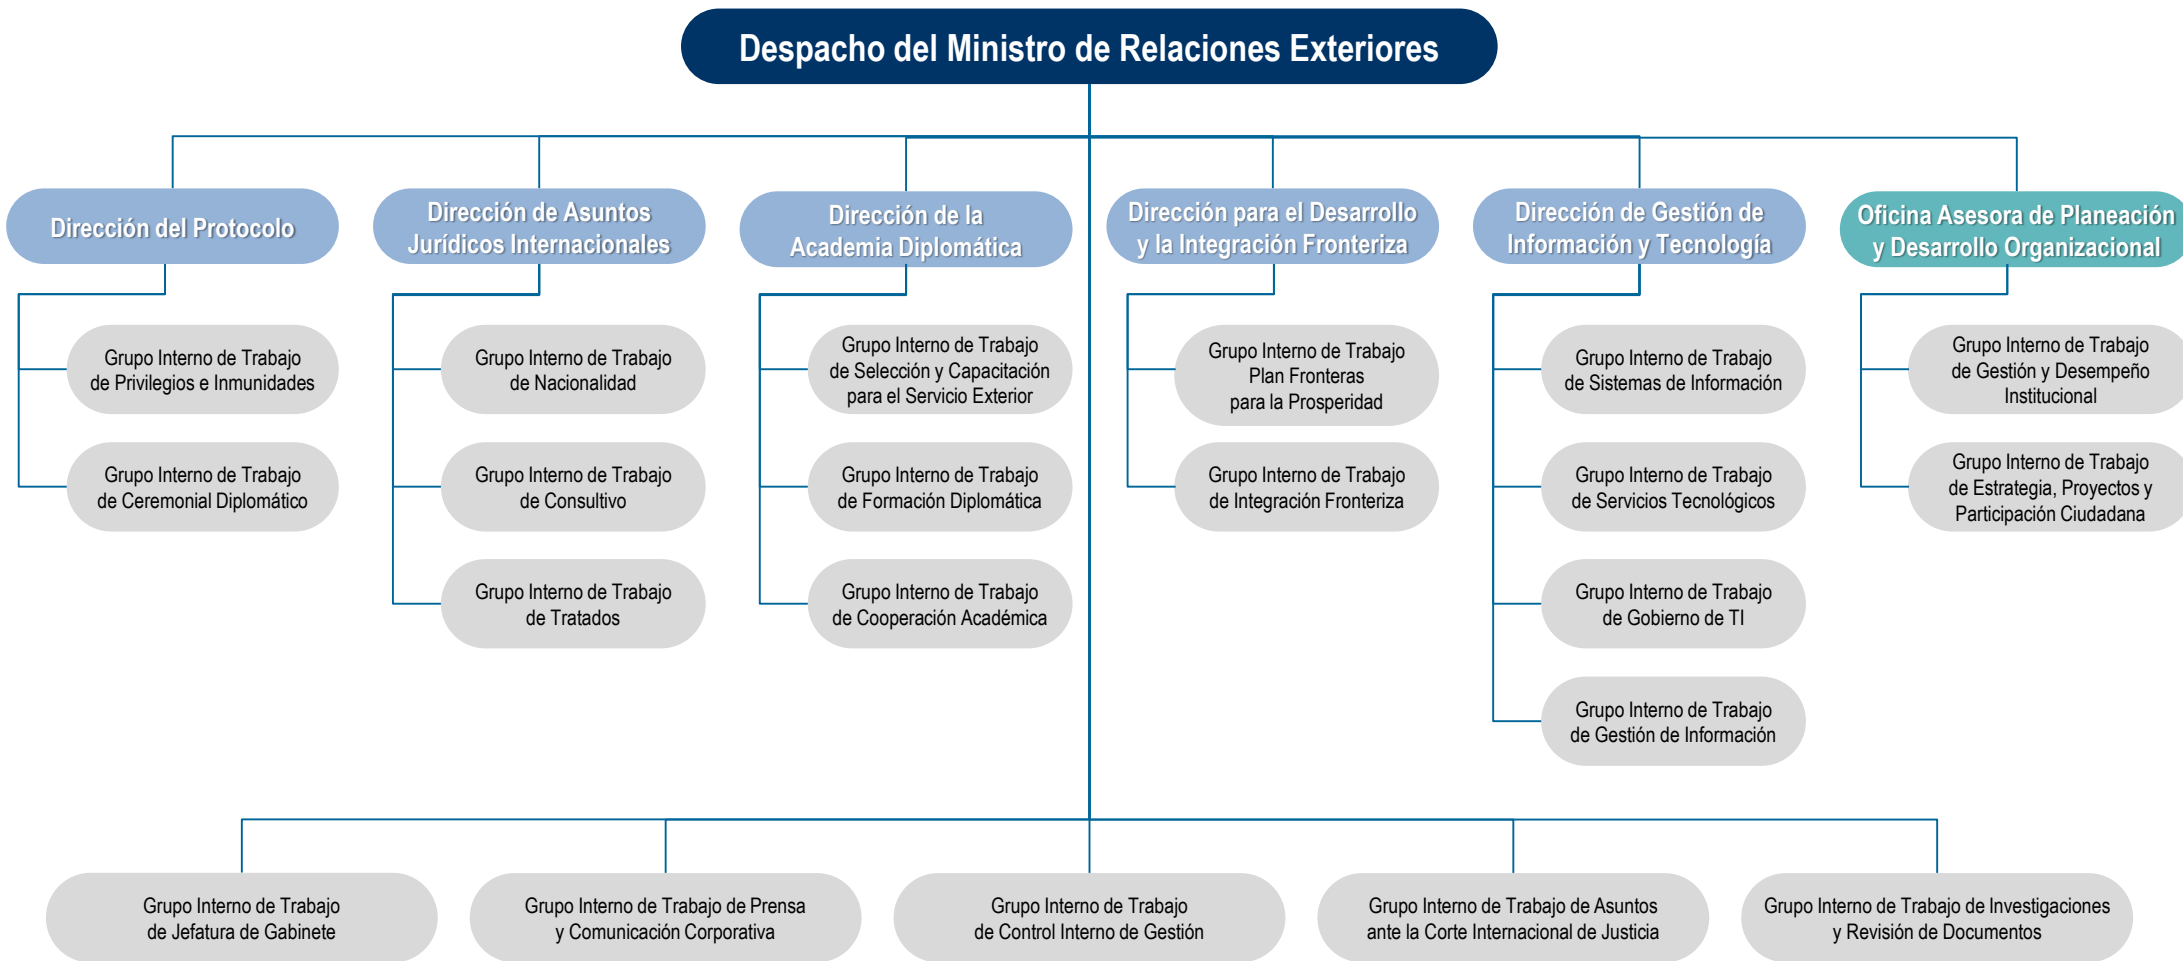 Despacho del Ministro de Relaciones Exteriores
Dirección del Protocolo
Dirección de Asuntos
Jurídicos Internacionales
Dirección de la
Academia Diplomática
Dirección para el Desarrollo
y la Integración Fronteriza
Dirección de Gestión de
Información y Tecnología
Oficina Asesora de Planeación
y Desarrollo Organizacional
Grupo Interno de Trabajo
de Privilegios e Inmunidades
Grupo Interno de Trabajo
de Ceremonial Diplomático
Grupo Interno de Trabajo
de Nacionalidad
Grupo Interno de Trabajo
de Consultivo
Grupo Interno de Trabajo
de Tratados
Grupo Interno de Trabajo
de Selección y Capacitación
para el Servicio Exterior
Grupo Interno de Trabajo
de Formación Diplomática
Grupo Interno de Trabajo
de Cooperación Académica
Grupo Interno de Trabajo
Plan Fronteras
para la Prosperidad
Grupo Interno de Trabajo
de Integración Fronteriza
Grupo Interno de Trabajo
de Sistemas de Información
Grupo Interno de Trabajo
de Servicios Tecnológicos
Grupo Interno de Trabajo
de Gobierno de TI
Grupo Interno de Trabajo
de Gestión de Información
Grupo Interno de Trabajo
de Gestión y Desempeño
Institucional
Grupo Interno de Trabajo
de Estrategia, Proyectos y
Participación Ciudadana
Grupo Interno de Trabajo
de Jefatura de Gabinete
Grupo Interno de Trabajo de Prensa
y Comunicación Corporativa
Grupo Interno de Trabajo
de Control Interno de Gestión
Grupo Interno de Trabajo de Asuntos
ante la Corte Internacional de Justicia
Grupo Interno de Trabajo de Investigaciones
y Revisión de Documentos